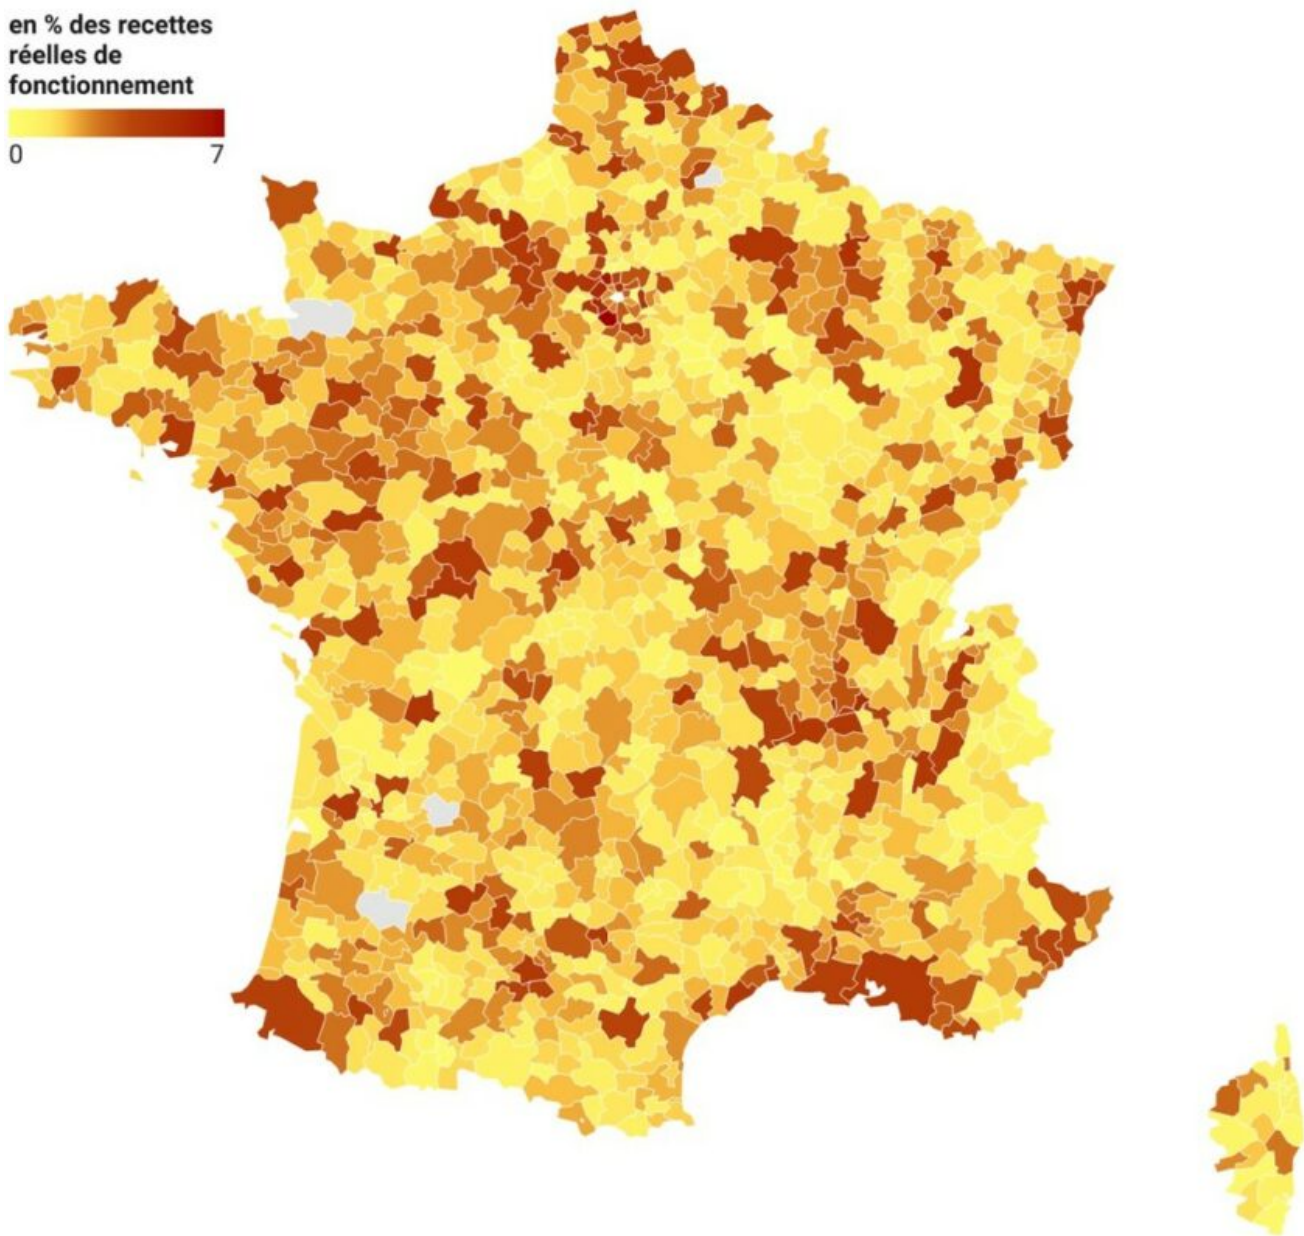 en % des recettes
réelles de
fonctionnement
0 7